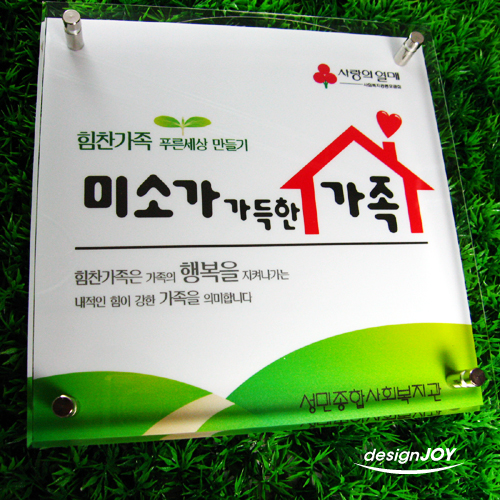 사랑의열매
힘찬가족 푸른세상 만들기
미소가 가득한 가족
힘찬가족은 가족의 행복을 지켜나가는
내적인 힘이 강한 가족을 의미합니다
성민종합사회복지관
designJOY